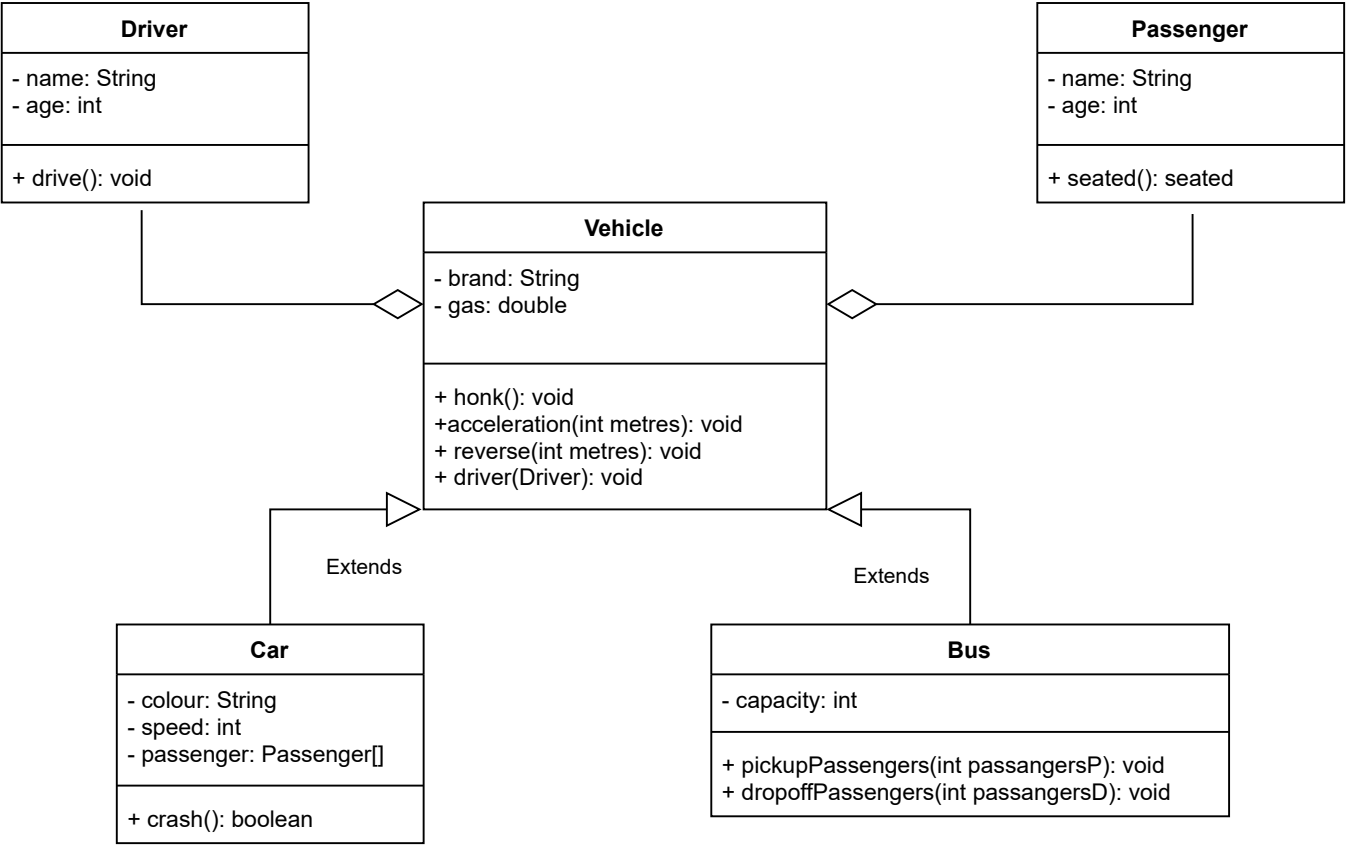 Driver
- name: String
- age: int
+ drive(): void
Passenger
- name: String
- age: int
+ seated(): seated
Vehicle
- brand: String
- gas: double
+ honk(): void
+acceleration(int metres): void
+ reverse(int metres): void
+ driver(Driver): void
Extends
Extends
Car
- colour: String
- speed: int
- passenger: Passenger[]
+ crash(): boolean
Bus
- capacity: int
+ pickupPassengers(int passangersP): void
+ dropoffPassengers(int passangersD): void